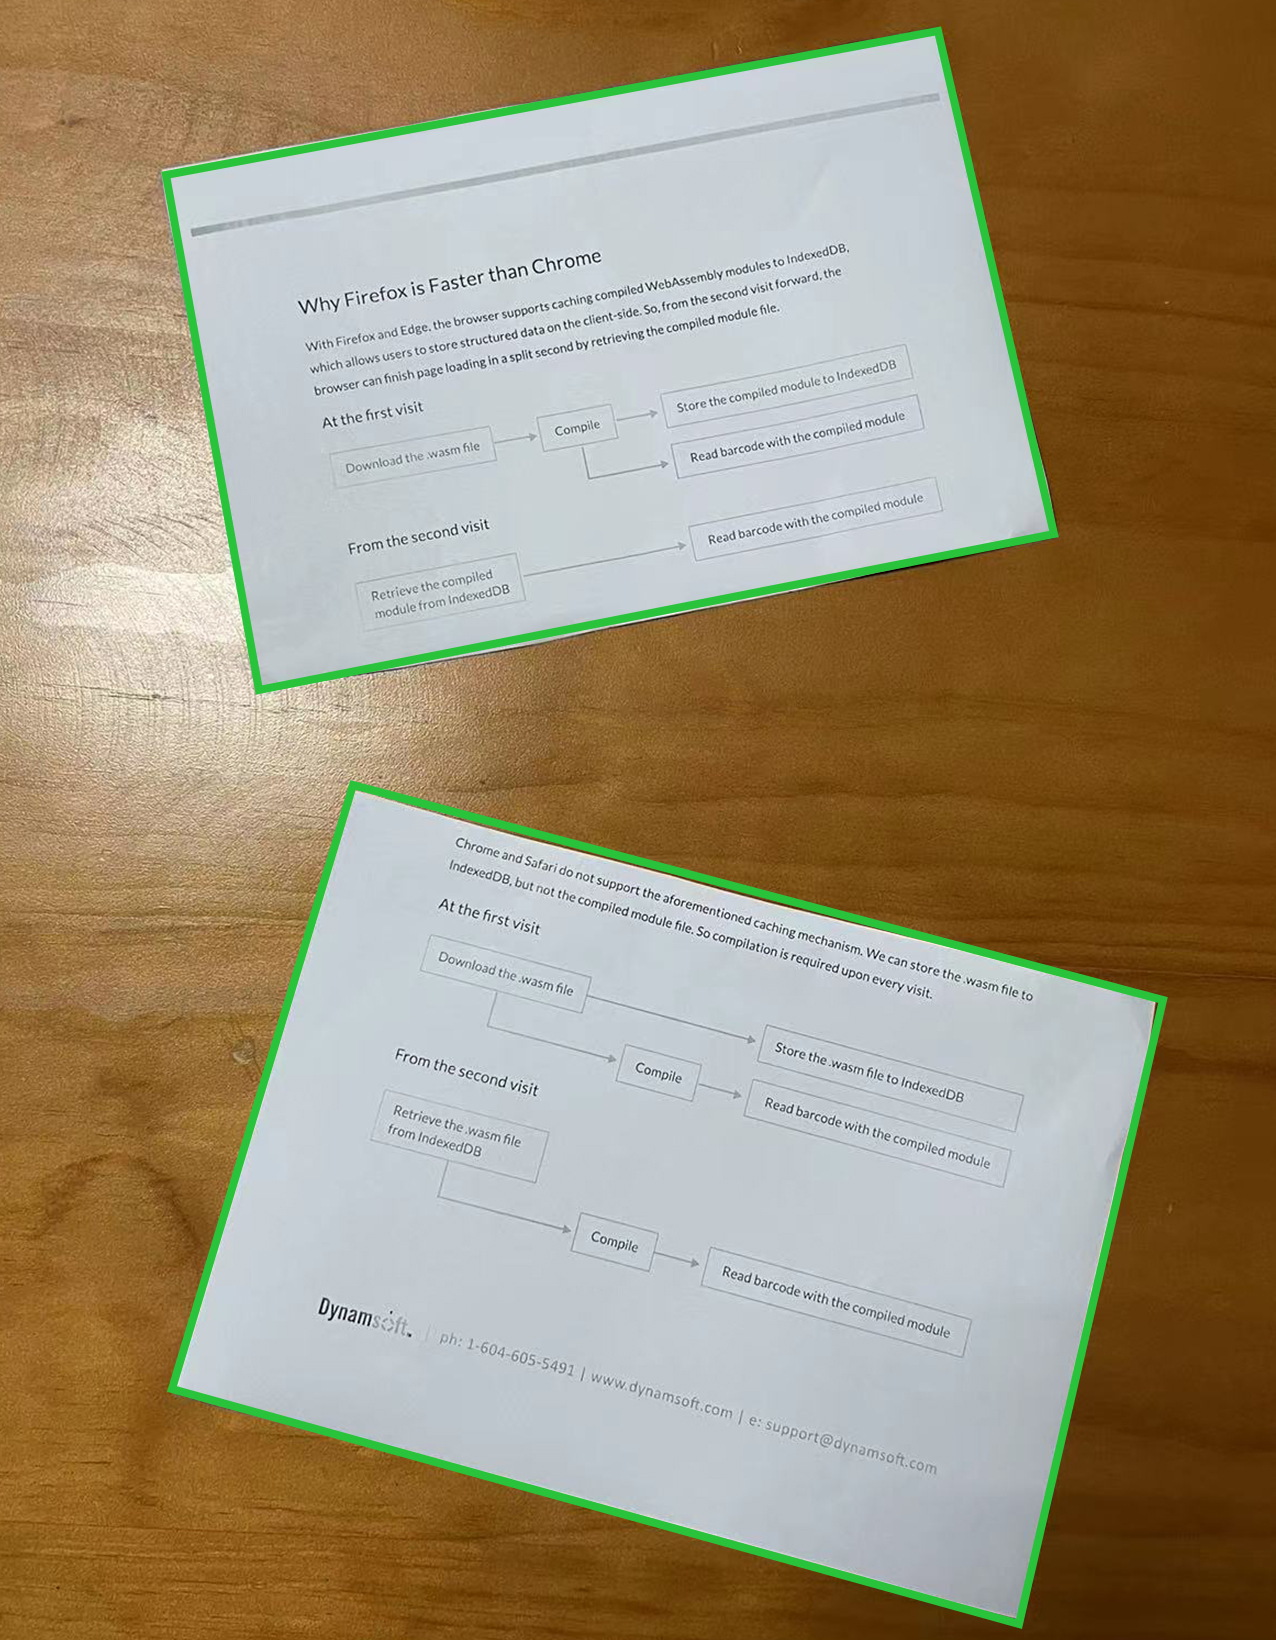 Why Firefox is Faster than Chrome
With Firefox and Edge, the browser supports caching compiled WebAssembly modules to IndexedDB,
which allows users to store structured data on the client-side. So, from the second visit forward, the
browser can finish page loading in a split second by retrieving the compiled module file.
At the first visit
Download the .wasm file
Compile
Store the compiled module to IndexedDB
Read barcode with the compiled module
From the second visit
Retrieve the compiled
module from IndexedDB
Read barcode with the compiled module
Chrome and Safari do not support the aforementioned caching mechanism. We can store the .wasm file to
IndexedDB, but not the compiled module file. So compilation is required upon every visit.
At the first visit
Download the .wasm file
Store the .wasm file to IndexedDB
Compile
Read barcode with the compiled module
From the second visit
Retrieve the .wasm file
from IndexedDB
Compile
Read barcode with the compiled module
Dynamsoft. | ph: 1-604-605-5491 | www.dynamsoft.com | e: support@dynamsoft.com